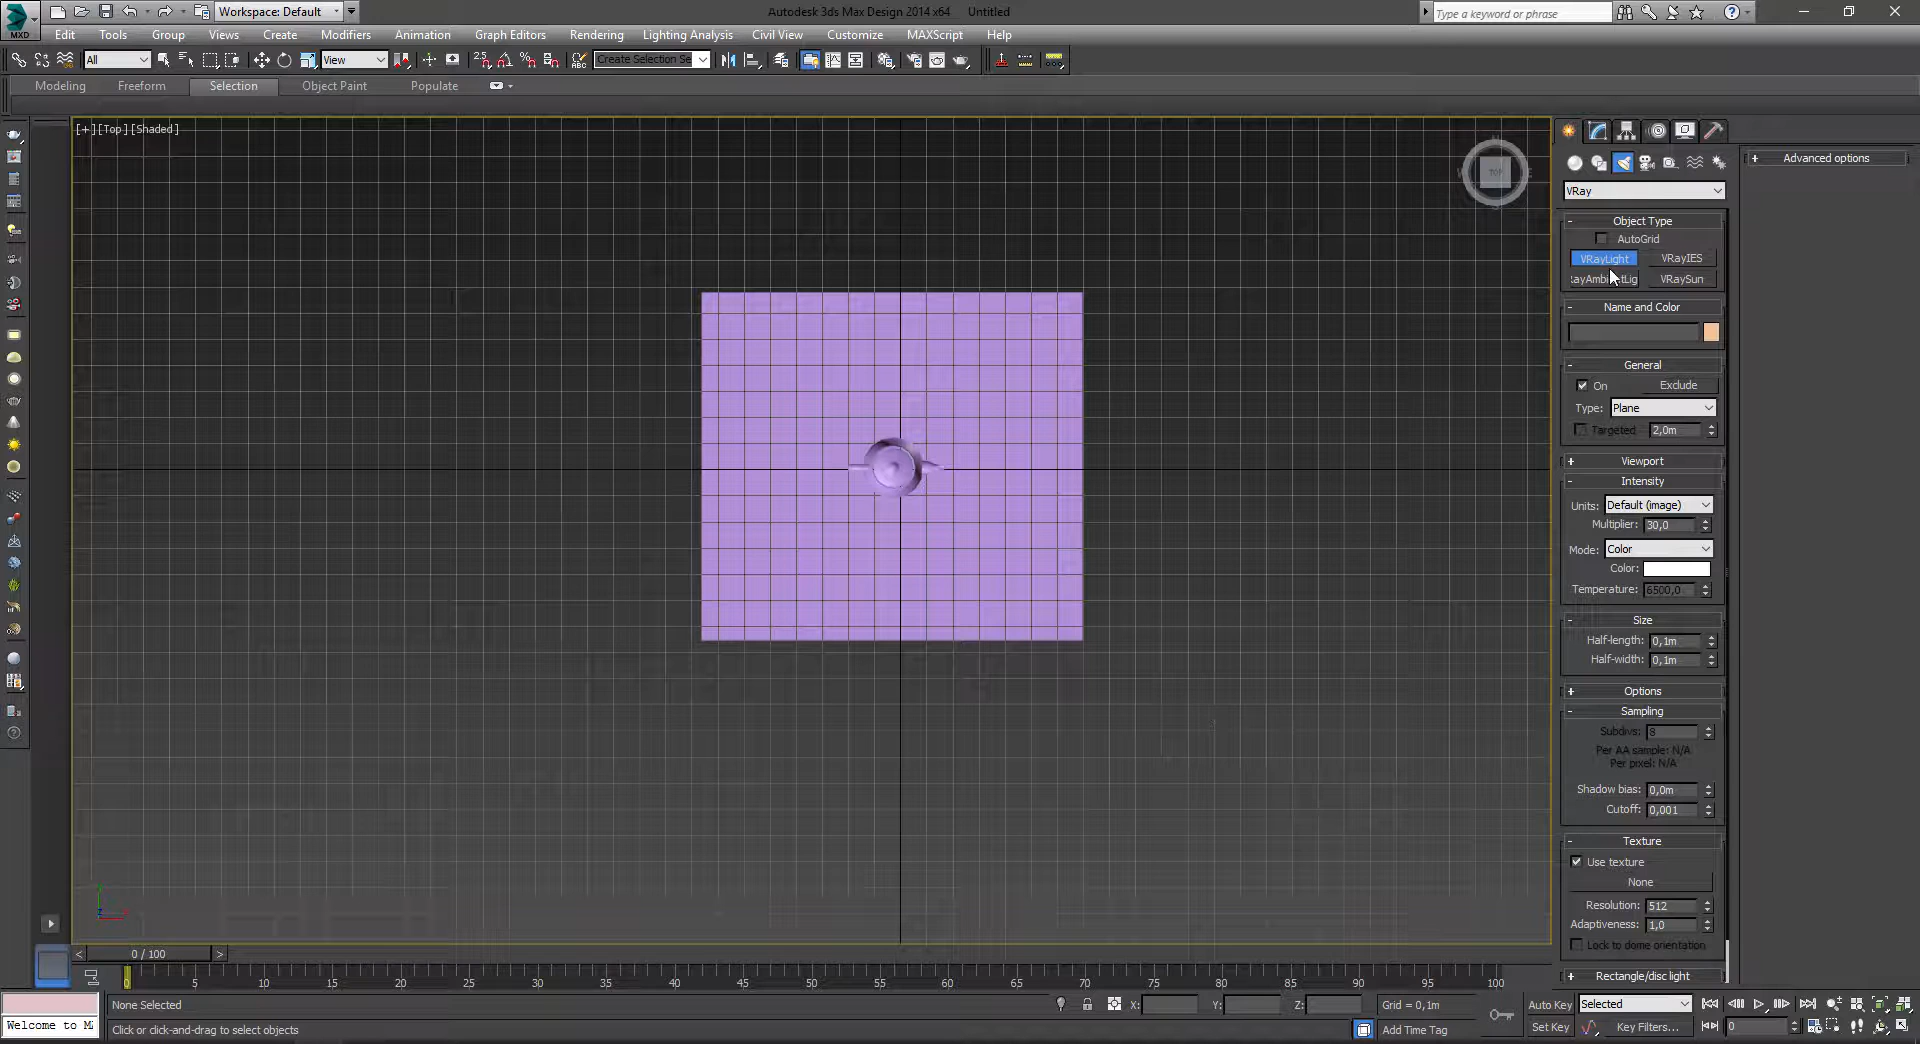 Workspace: Default
Autodesk 3ds Max Design 2014 x64 Untitled
Type a keyword or phrase
MXD
Edit Tools Group Views Create Modifiers Animation Graph Editors Rendering Lighting Analysis Civil View Customize MAXScript Help
All
View
Create Selection Se
Modeling Freeform Selection Object Paint Populate
[+] [Top] [Shaded]
TOP
Advanced options
VRay
Object Type
AutoGrid
VRayLight VRayIES
VRaySun
Name and Color
General
On Exclude
Type: Plane
Targeted 2,0m
Viewport
Intensity
Units: Default (image)
Multiplier: 30,0
Mode: Color
Color:
Temperature: 6500,0
Size
Half-length: 0,1m
Half-width: 0,1m
Options
Sampling
Subdivs: 8
Per AA sample: N/A
Per pixel: N/A
Shadow bias: 0,0m
Cutoff: 0,001
Texture
Use texture
None
Resolution: 512
Adaptiveness: 1,0
Lock to dome orientation
Rectangle/disc light
< 0 / 100 >
0 5 10 15 20 25 30 35 40 45 50 55 60 65 70 75 80 85 90 95 100
None Selected X: Y: Z: Grid = 0,1m Auto Key Selected
Welcome to M
Click or click-and-drag to select objects Add Time Tag Set Key Key Filters... 0